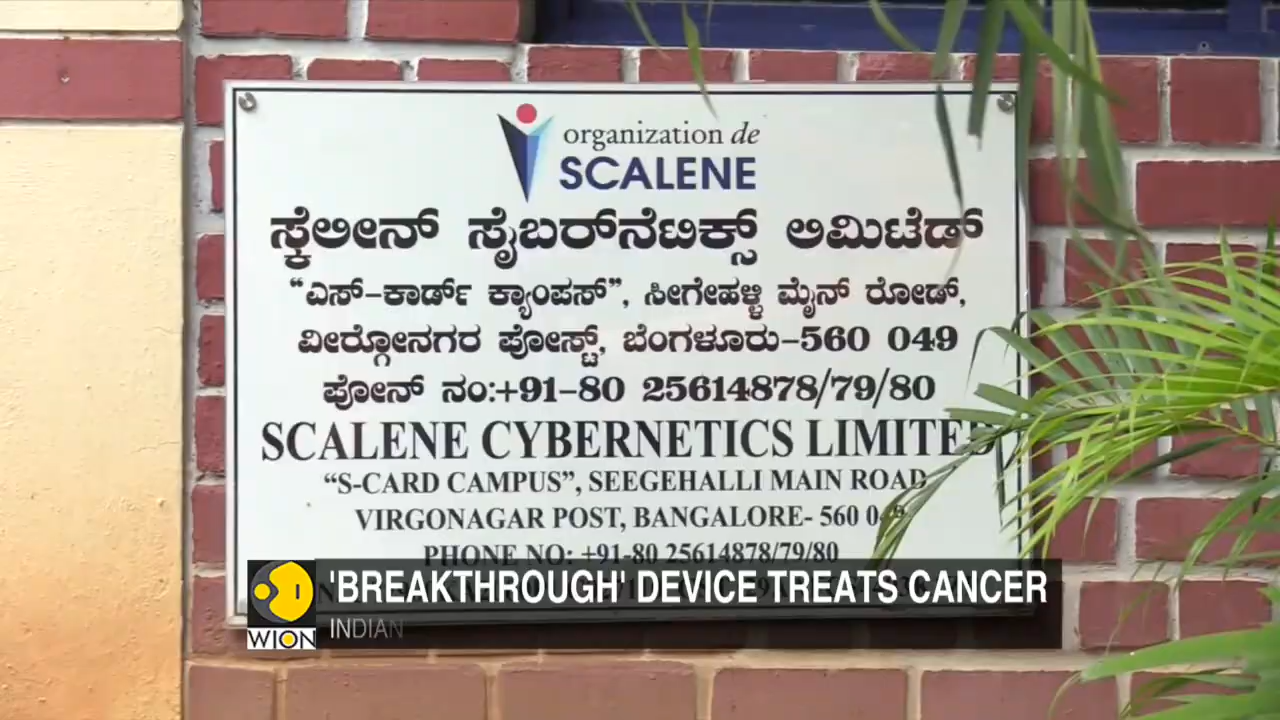 organization de
SCALENE
ಸ್ಕೆಲೀನ್ ಸೈಬರ್‌ನೆಟಿಕ್ಸ್ ಲಿಮಿಟೆಡ್
“ಎಸ್-ಕಾರ್ಡ್ ಕ್ಯಾಂಪಸ್”, ಸೀಗೇಹಳ್ಳಿ ಮೈನ್ ರೋಡ್,
ವೀರ್‍ಗೋನಗರ ಪೋಸ್ಟ್, ಬೆಂಗಳೂರು-560 049
ಫೋನ್ ನಂ:+91-80 25614878/79/80
SCALENE CYBERNETICS LIMITED
“S-CARD CAMPUS”, SEEGEHALLI MAIN ROAD
VIRGONAGAR POST, BANGALORE- 560 049
PHONE NO: +91-80 25614878/79/80
'BREAKTHROUGH' DEVICE TREATS CANCER
INDIAN
WION